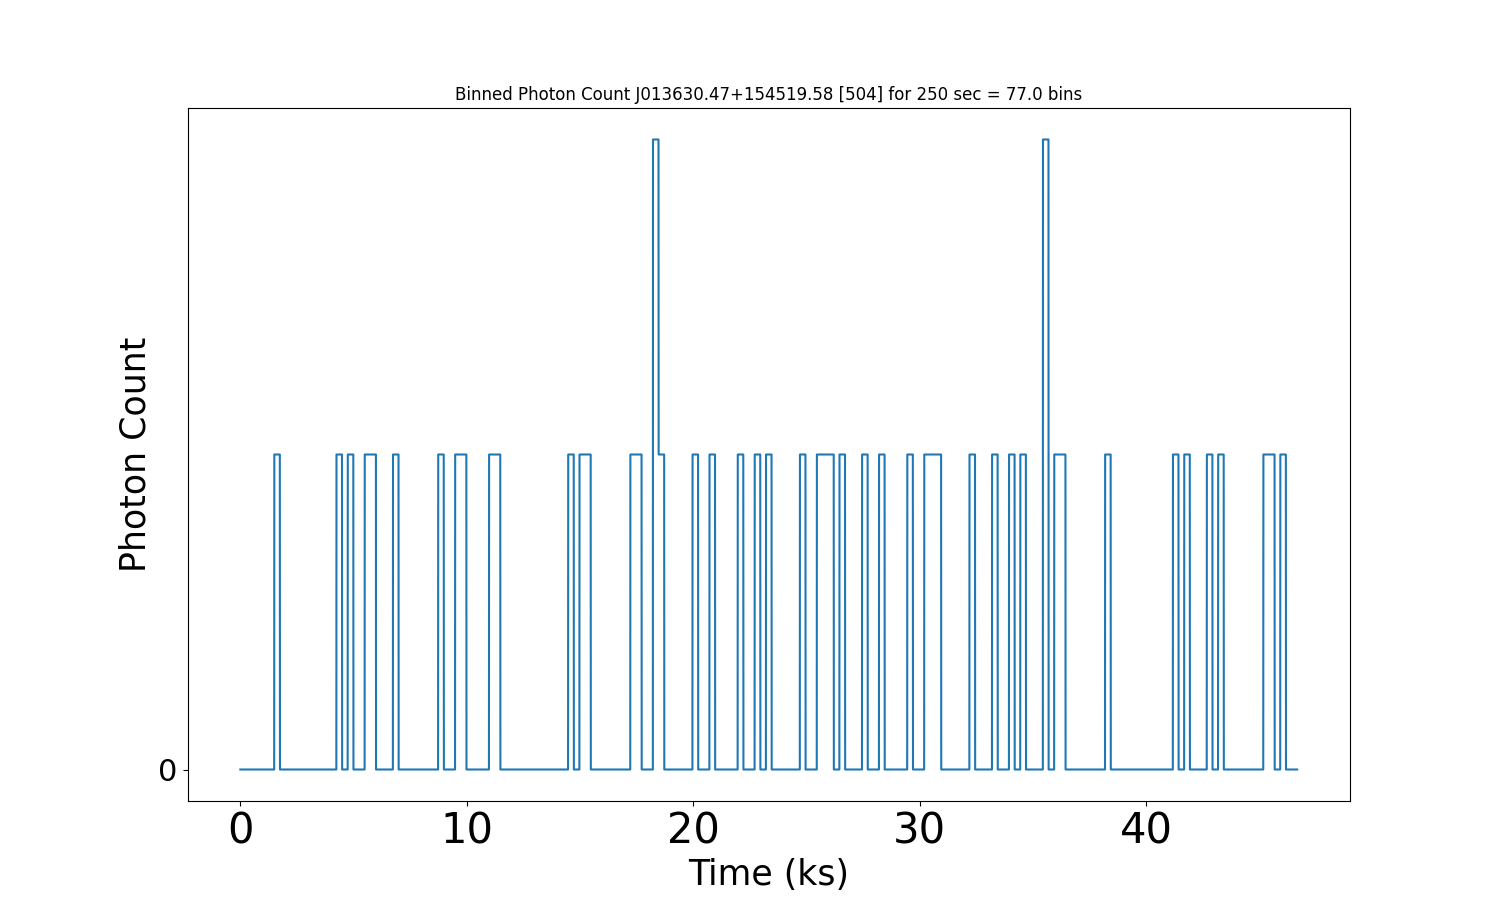 Binned Photon Count J013630.47+154519.58 [504] for 250 sec = 77.0 bins
Photon Count
0
0 10 20 30 40
Time (ks)